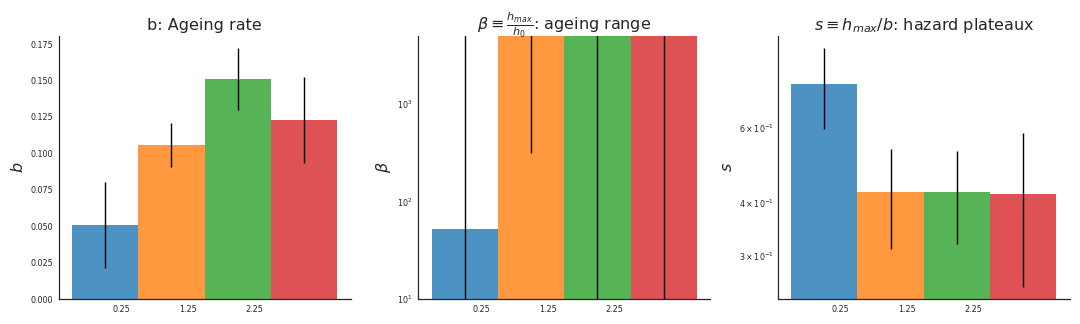 b: Ageing rate
b
0.175
0.150
0.125
0.100
0.075
0.050
0.025
0.000
0.25 1.25 2.25
β ≡ h_max/h_0: ageing range
β
10³
10²
10¹
0.25 1.25 2.25
s ≡ h_max/b: hazard plateaux
s
6 × 10⁻¹
4 × 10⁻¹
3 × 10⁻¹
0.25 1.25 2.25